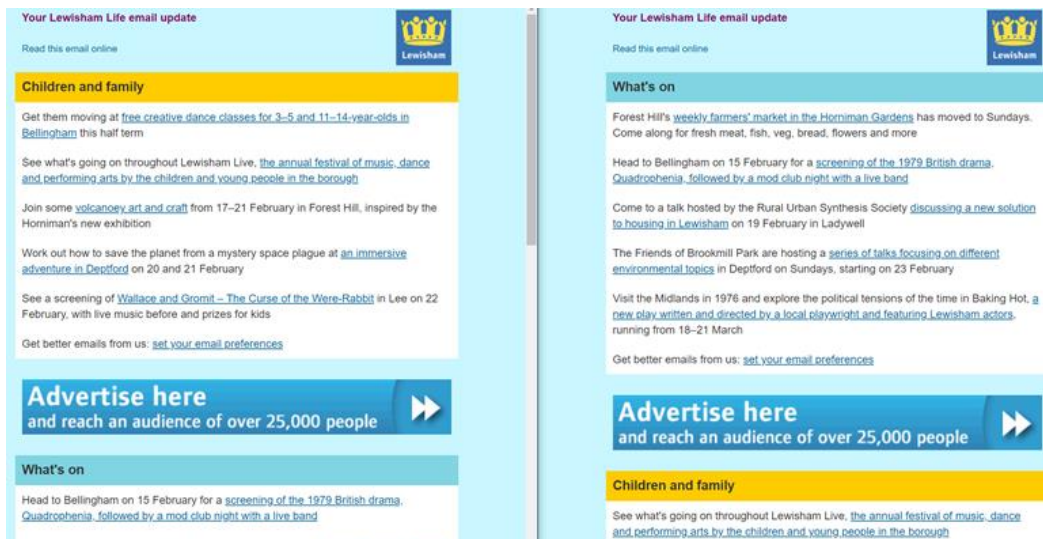 Your Lewisham Life email update
Read this email online
Lewisham
Children and family
Get them moving at free creative dance classes for 3–5 and 11–14-year-olds in
Bellingham this half term
See what's going on throughout Lewisham Live, the annual festival of music, dance
and performing arts by the children and young people in the borough
Join some volcanoey art and craft from 17–21 February in Forest Hill, inspired by the
Horniman's new exhibition
Work out how to save the planet from a mystery space plague at an immersive
adventure in Deptford on 20 and 21 February
See a screening of Wallace and Gromit – The Curse of the Were-Rabbit in Lee on 22
February, with live music before and prizes for kids
Get better emails from us: set your email preferences
Advertise here
and reach an audience of over 25,000 people
What's on
Head to Bellingham on 15 February for a screening of the 1979 British drama,
Quadrophenia, followed by a mod club night with a live band
Your Lewisham Life email update
Read this email online
Lewisham
What's on
Forest Hill's weekly farmers' market in the Horniman Gardens has moved to Sundays.
Come along for fresh meat, fish, veg, bread, flowers and more
Head to Bellingham on 15 February for a screening of the 1979 British drama,
Quadrophenia, followed by a mod club night with a live band
Come to a talk hosted by the Rural Urban Synthesis Society discussing a new solution
to housing in Lewisham on 19 February in Ladywell
The Friends of Brookmill Park are hosting a series of talks focusing on different
environmental topics in Deptford on Sundays, starting on 23 February
Visit the Midlands in 1976 and explore the political tensions of the time in Baking Hot, a
new play written and directed by a local playwright and featuring Lewisham actors,
running from 18–21 March
Get better emails from us: set your email preferences
Advertise here
and reach an audience of over 25,000 people
Children and family
See what's going on throughout Lewisham Live, the annual festival of music, dance
and performing arts by the children and young people in the borough